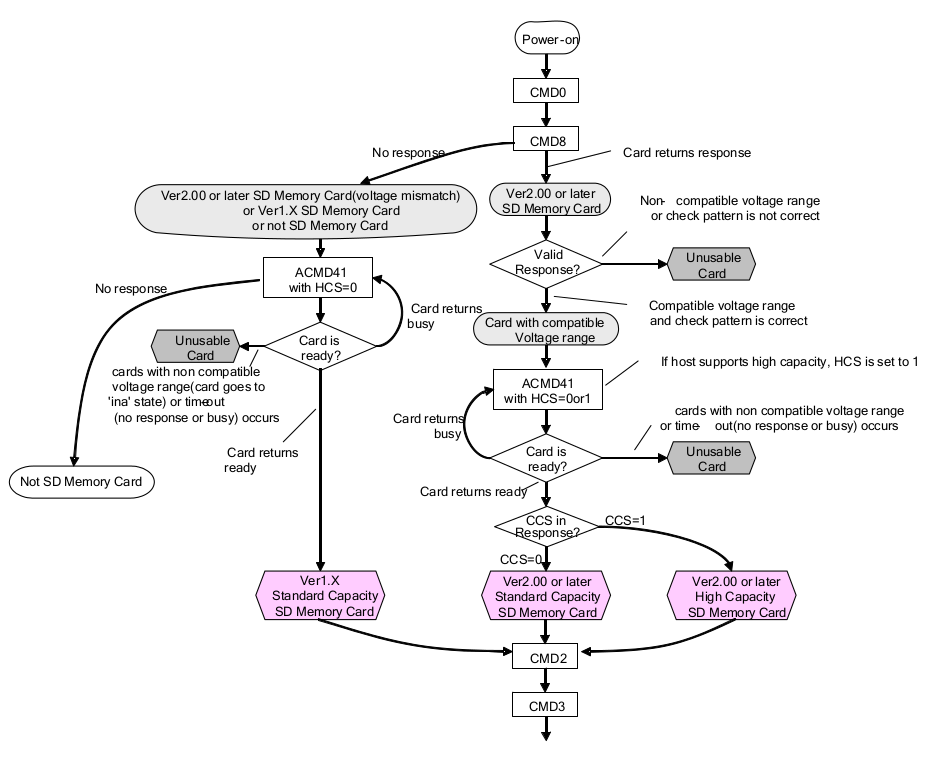 Power-on
CMD0
CMD8
No response
Card returns response
Ver2.00 or later SD Memory Card(voltage mismatch)
or Ver1.X SD Memory Card
or not SD Memory Card
Ver2.00 or later
SD Memory Card
Non- compatible voltage range
or check pattern is not correct
Valid
Response?
Unusable
Card
ACMD41
with HCS=0
No response
Card returns
busy
Compatible voltage range
and check pattern is correct
Card with compatible
Voltage range
Unusable
Card
Card is
ready?
cards with non compatible
voltage range(card goes to
'ina' state) or timeout
(no response or busy) occurs
If host supports high capacity, HCS is set to 1
ACMD41
with HCS=0or1
Card returns
busy
cards with non compatible voltage range
or time- out(no response or busy) occurs
Card is
ready?
Unusable
Card
Card returns
ready
Not SD Memory Card
Card returns ready
CCS in
Response?
CCS=1
CCS=0
Ver1.X
Standard Capacity
SD Memory Card
Ver2.00 or later
Standard Capacity
SD Memory Card
Ver2.00 or later
High Capacity
SD Memory Card
CMD2
CMD3